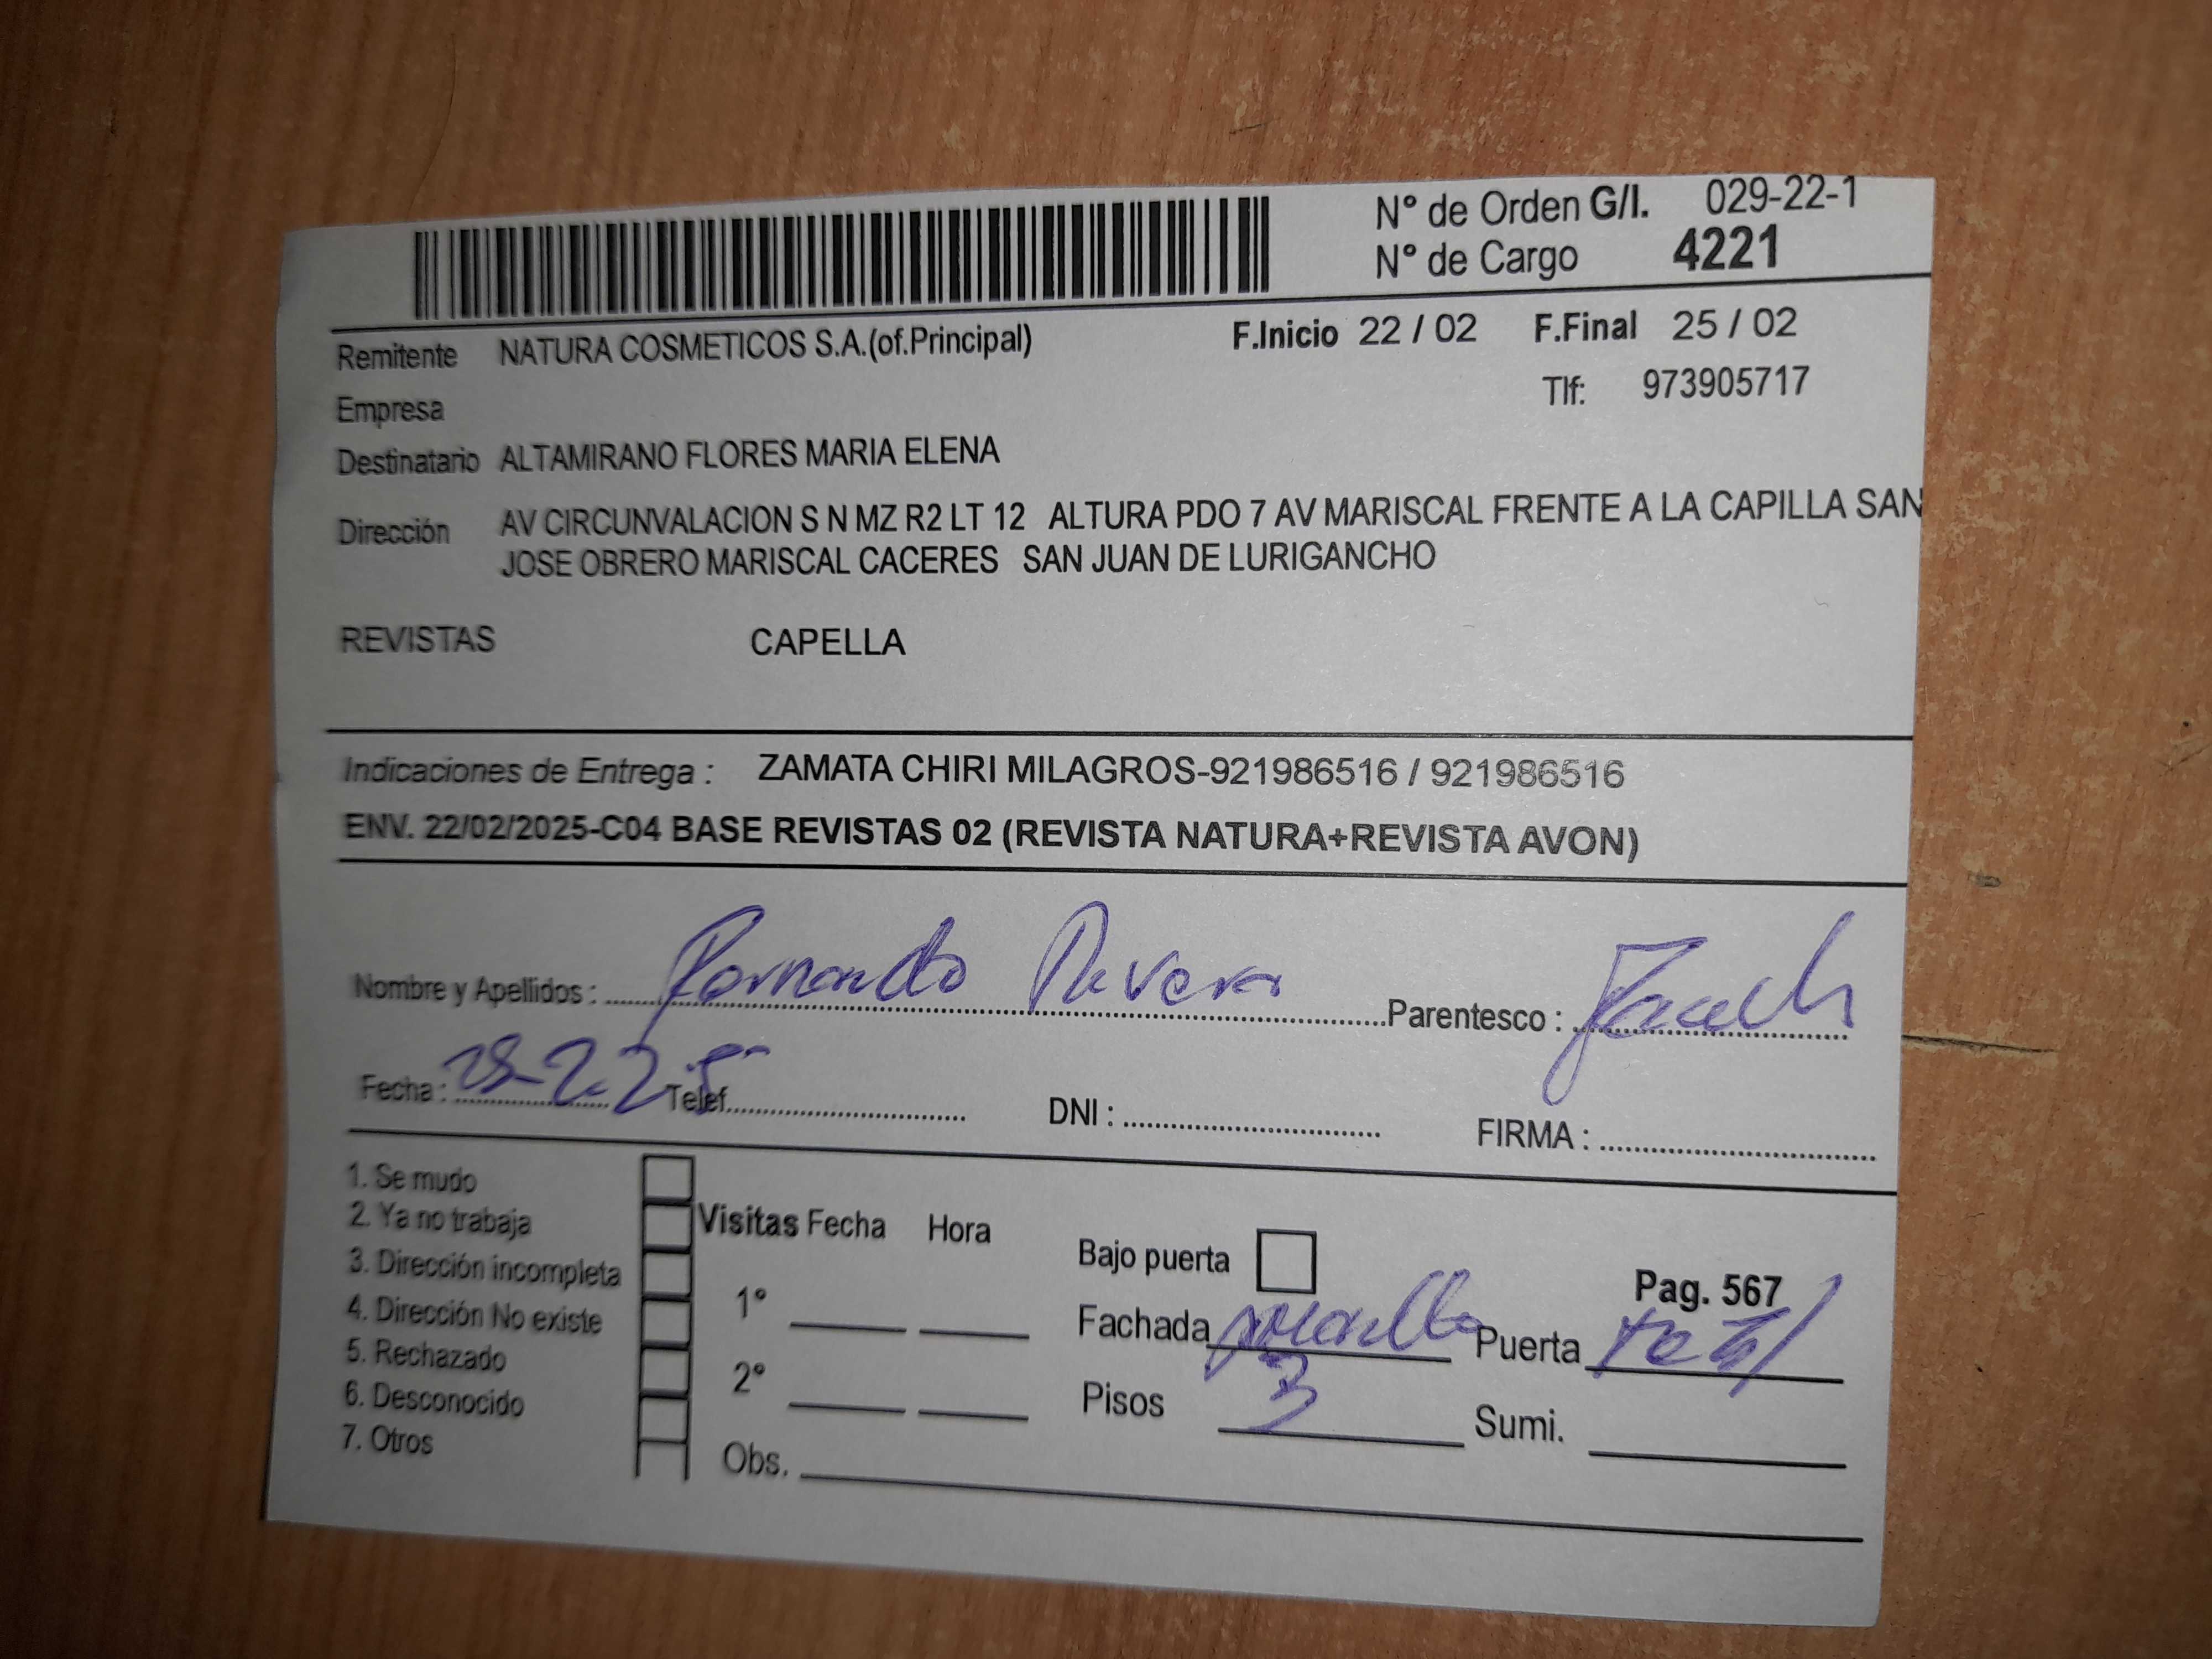 N° de Orden G/I. 029-22-1
N° de Cargo 4221
Remitente NATURA COSMETICOS S.A.(of.Principal) F.Inicio 22 / 02 F.Final 25 / 02
Empresa Tlf: 973905717
Destinatario ALTAMIRANO FLORES MARIA ELENA
Dirección AV CIRCUNVALACION S N MZ R2 LT 12 ALTURA PDO 7 AV MARISCAL FRENTE A LA CAPILLA SAN
JOSE OBRERO MARISCAL CACERES SAN JUAN DE LURIGANCHO
REVISTAS CAPELLA
Indicaciones de Entrega : ZAMATA CHIRI MILAGROS-921986516 / 921986516
ENV. 22/02/2025-C04 BASE REVISTAS 02 (REVISTA NATURA+REVISTA AVON)
Nombre y Apellidos : Fernando Parentesco :
Fecha : Telef. DNI : FIRMA :
1. Se mudo
2. Ya no trabaja Visitas Fecha Hora
3. Dirección incompleta Bajo puerta Pag. 567
4. Dirección No existe 1° Fachada Puerta
5. Rechazado
6. Desconocido 2° Pisos 3 Sumi.
7. Otros Obs.